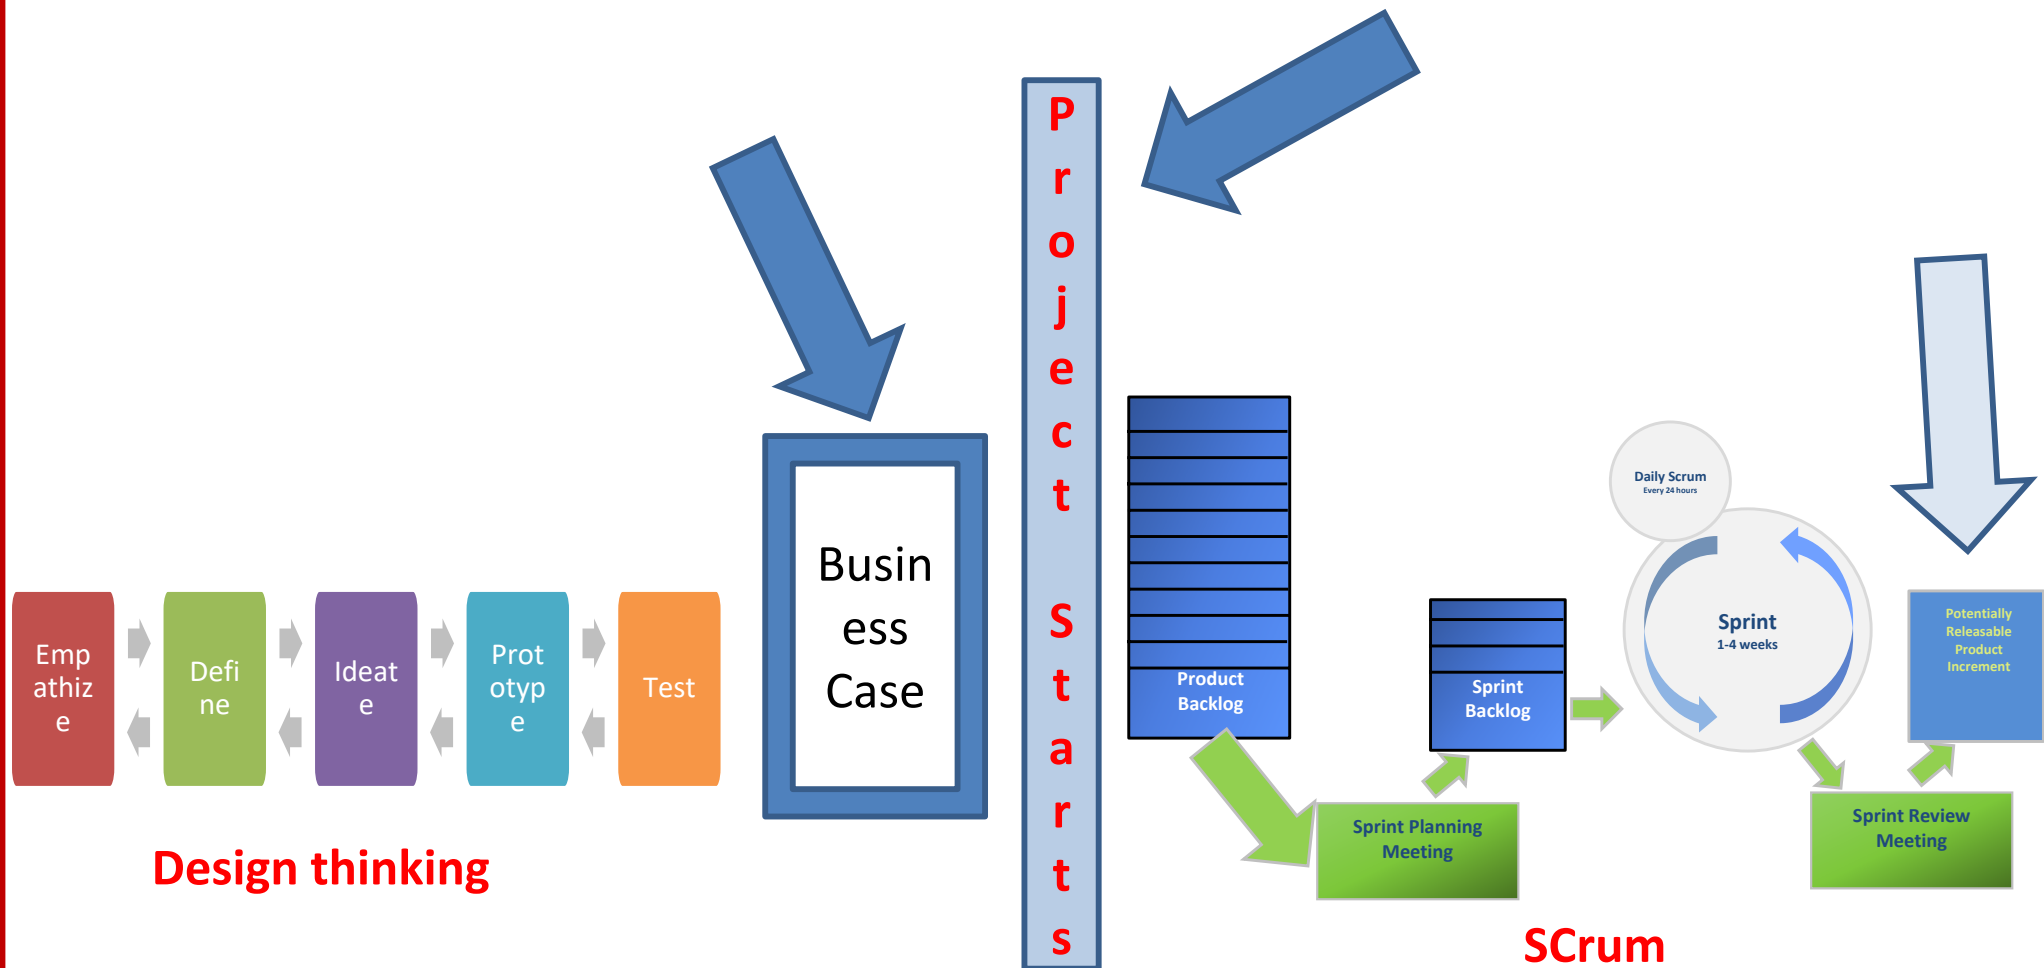 Emp
athiz
e
Defi
ne
Ideat
e
Prot
otyp
e
Test
Design thinking
Busin
ess
Case
P
r
o
j
e
c
t
S
t
a
r
t
s
Product
Backlog
Sprint Planning
Meeting
Sprint
Backlog
Daily Scrum
Every 24 hours
Sprint
1-4 weeks
Sprint Review
Meeting
Potentially
Releasable
Product
Increment
SCrum